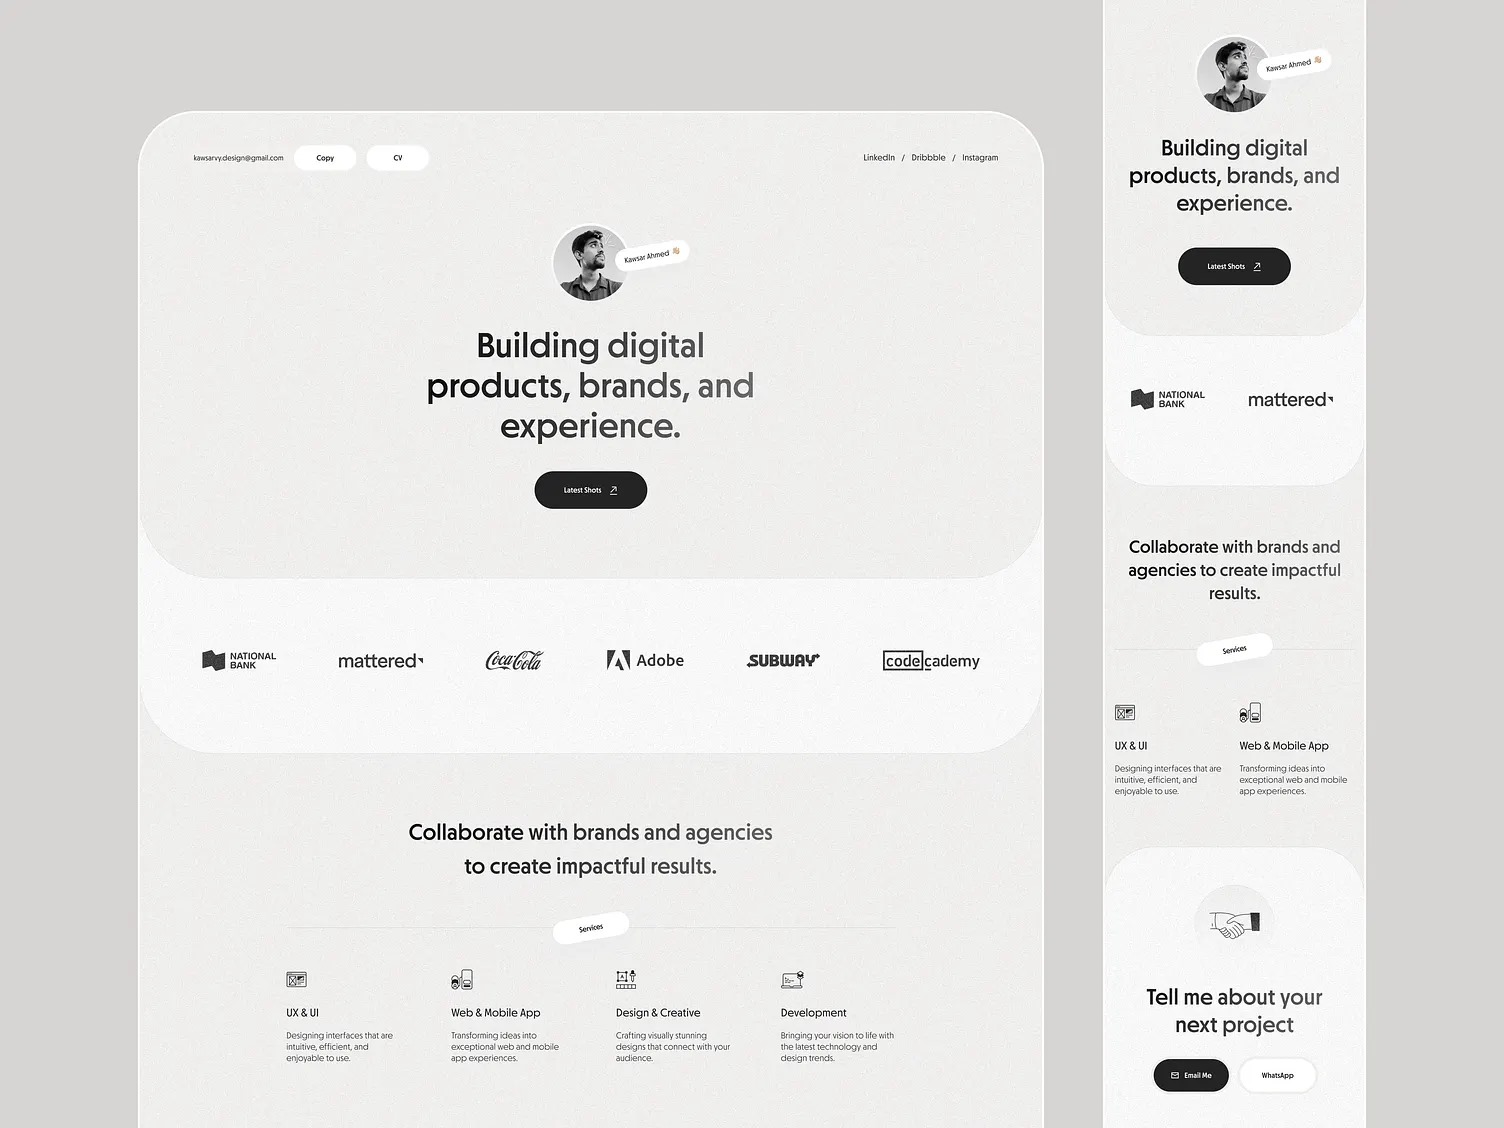 kawsarvy.design@gmail.com
Copy
CV
LinkedIn / Dribbble / Instagram
Kawsar Ahmed 👋
Building digital
products, brands, and
experience.
Latest Shots
NATIONAL
BANK
mattered
Coca-Cola
Adobe
SUBWAY
codecademy
Collaborate with brands and agencies
to create impactful results.
Services
UX & UI
Designing interfaces that are
intuitive, efficient, and
enjoyable to use.
Web & Mobile App
Transforming ideas into
exceptional web and mobile
app experiences.
Design & Creative
Crafting visually stunning
designs that connect with your
audience.
Development
Bringing your vision to life with
the latest technology and
design trends.
Kawsar Ahmed 👋
Building digital
products, brands, and
experience.
Latest Shots
NATIONAL
BANK
mattered
Collaborate with brands and
agencies to create impactful
results.
Services
UX & UI
Designing interfaces that are
intuitive, efficient, and
enjoyable to use.
Web & Mobile App
Transforming ideas into
exceptional web and mobile
app experiences.
Tell me about your
next project
Email Me
WhatsApp